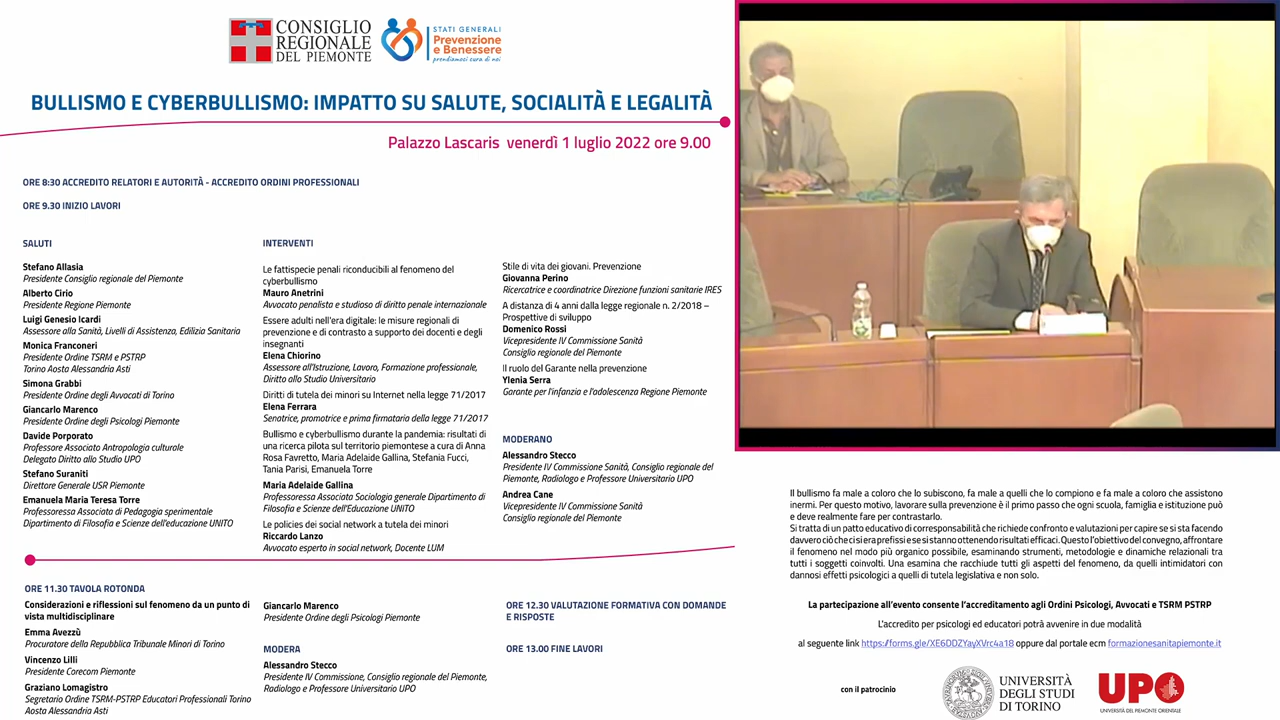 CONSIGLIO
REGIONALE
DEL PIEMONTE
STATI GENERALI
Prevenzione
e Benessere
prendiamoci cura di noi
BULLISMO E CYBERBULLISMO: IMPATTO SU SALUTE, SOCIALITÀ E LEGALITÀ
Palazzo Lascaris venerdì 1 luglio 2022 ore 9.00
ORE 8:30 ACCREDITO RELATORI E AUTORITÀ - ACCREDITO ORDINI PROFESSIONALI
ORE 9.30 INIZIO LAVORI
SALUTI
Stefano Allasia
Presidente Consiglio regionale del Piemonte
Alberto Cirio
Presidente Regione Piemonte
Luigi Genesio Icardi
Assessore alla Sanità, Livelli di Assistenza, Edilizia Sanitaria
Monica Franconeri
Presidente Ordine TSRM e PSTRP
Torino Aosta Alessandria Asti
Simona Grabbi
Presidente Ordine degli Avvocati di Torino
Giancarlo Marenco
Presidente Ordine degli Psicologi Piemonte
Davide Porporato
Professore Associato Antropologia culturale
Delegato Diritto allo Studio UPO
Stefano Suraniti
Direttore Generale USR Piemonte
Emanuela Maria Teresa Torre
Professoressa Associata di Pedagogia sperimentale
Dipartimento di Filosofia e Scienze dell'educazione UNITO
INTERVENTI
Le fattispecie penali riconducibili al fenomeno del
cyberbullismo
Mauro Anetrini
Avvocato penalista e studioso di diritto penale internazionale
Essere adulti nell'era digitale: le misure regionali di
prevenzione e di contrasto a supporto dei docenti e degli
insegnanti
Elena Chiorino
Assessore all'Istruzione, Lavoro, Formazione professionale,
Diritto allo Studio Universitario
Diritti di tutela dei minori su Internet nella legge 71/2017
Elena Ferrara
Senatrice, promotrice e prima firmataria della legge 71/2017
Bullismo e cyberbullismo durante la pandemia: risultati di
una ricerca pilota sul territorio piemontese a cura di Anna
Rosa Favretto, Maria Adelaide Gallina, Stefania Fucci,
Tania Parisi, Emanuela Torre
Maria Adelaide Gallina
Professoressa Associata Sociologia generale Dipartimento di
Filosofia e Scienze dell'Educazione UNITO
Le policies dei social network a tutela dei minori
Riccardo Lanzo
Avvocato esperto in social network, Docente LUM
Stile di vita dei giovani. Prevenzione
Giovanna Perino
Ricercatrice e coordinatrice Direzione funzioni sanitarie IRES
A distanza di 4 anni dalla legge regionale n. 2/2018 –
Prospettive di sviluppo
Domenico Rossi
Vicepresidente IV Commissione Sanità
Consiglio regionale del Piemonte
Il ruolo del Garante nella prevenzione
Ylenia Serra
Garante per l'infanzia e l'adolescenza Regione Piemonte
MODERANO
Alessandro Stecco
Presidente IV Commissione Sanità, Consiglio regionale del
Piemonte, Radiologo e Professore Universitario UPO
Andrea Cane
Vicepresidente IV Commissione Sanità
Consiglio regionale del Piemonte
ORE 11.30 TAVOLA ROTONDA
Considerazioni e riflessioni sul fenomeno da un punto di
vista multidisciplinare
Emma Avezzù
Procuratore della Repubblica Tribunale Minori di Torino
Vincenzo Lilli
Presidente Corecom Piemonte
Graziano Lomagistro
Segretario Ordine TSRM-PSTRP Educatori Professionali Torino
Aosta Alessandria Asti
Giancarlo Marenco
Presidente Ordine degli Psicologi Piemonte
MODERA
Alessandro Stecco
Presidente IV Commissione, Consiglio regionale del Piemonte,
Radiologo e Professore Universitario UPO
ORE 12.30 VALUTAZIONE FORMATIVA CON DOMANDE
E RISPOSTE
ORE 13.00 FINE LAVORI
Il bullismo fa male a coloro che lo subiscono, fa male a quelli che lo compiono e fa male a coloro che assistono
inermi. Per questo motivo, lavorare sulla prevenzione è il primo passo che ogni scuola, famiglia e istituzione può
e deve realmente fare per contrastarlo.
Si tratta di un patto educativo di corresponsabilità che richiede confronto e valutazioni per capire se si sta facendo
davvero ciò che ci si era prefissi e se si stanno ottenendo risultati efficaci. Questo l'obiettivo del convegno, affrontare
il fenomeno nel modo più organico possibile, esaminando strumenti, metodologie e dinamiche relazionali tra
tutti i soggetti coinvolti. Una esamina che racchiude tutti gli aspetti del fenomeno, da quelli intimidatori con
dannosi effetti psicologici a quelli di tutela legislativa e non solo.
La partecipazione all'evento consente l'accreditamento agli Ordini Psicologi, Avvocati e TSRM PSTRP
L'accredito per psicologi ed educatori potrà avvenire in due modalità
al seguente link https://forms.gle/XE6DDZYayXVrc4a18 oppure dal portale ecm formazionesanitapiemonte.it
con il patrocinio
UNIVERSITÀ
DEGLI STUDI
DI TORINO
UPO
UNIVERSITÀ DEL PIEMONTE ORIENTALE